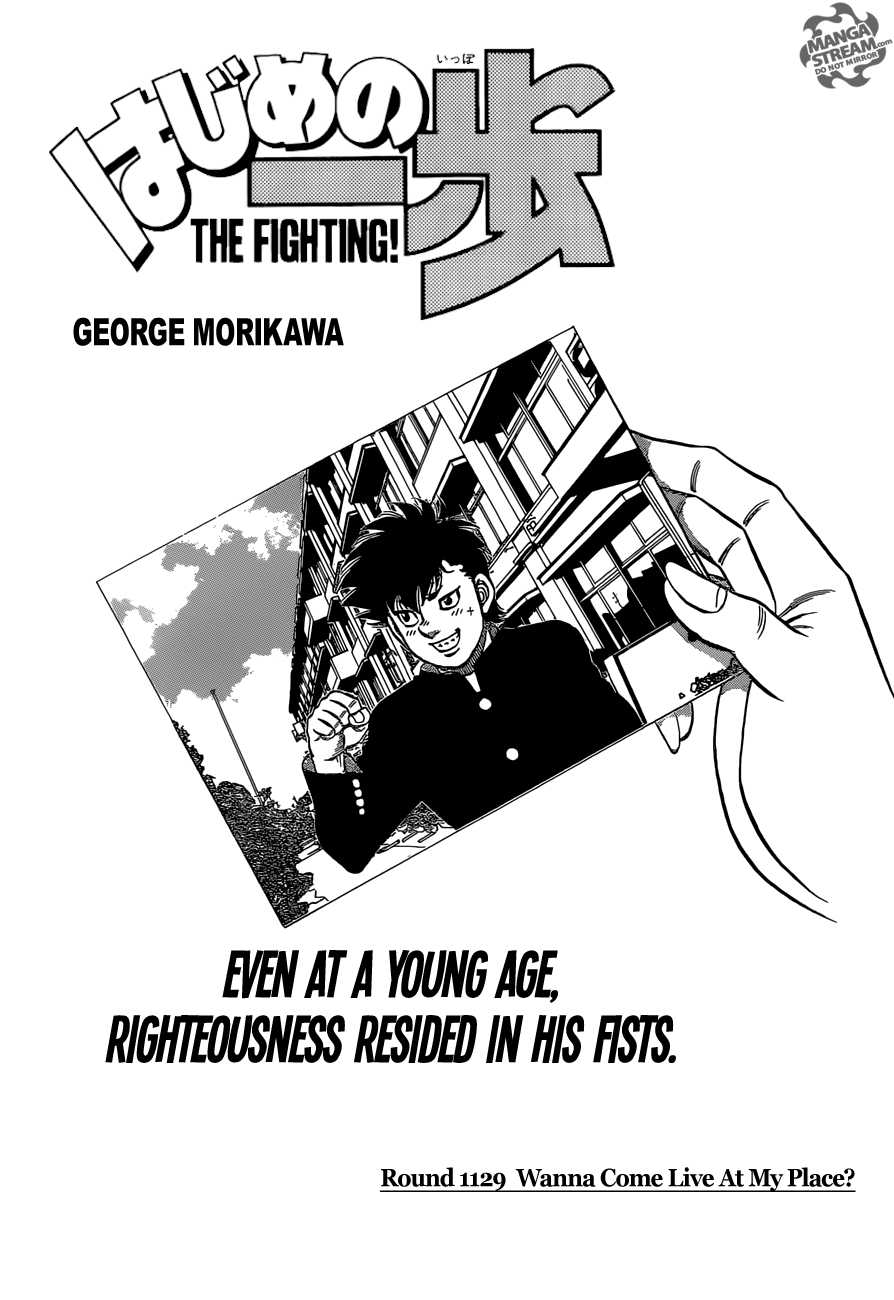 MANGA
STREAM.com
DO NOT MIRROR
いっぽ
はじめの一歩
THE FIGHTING!
GEORGE MORIKAWA
EVEN AT A YOUNG AGE,
RIGHTEOUSNESS RESIDED IN HIS FISTS.
Round 1129 Wanna Come Live At My Place?